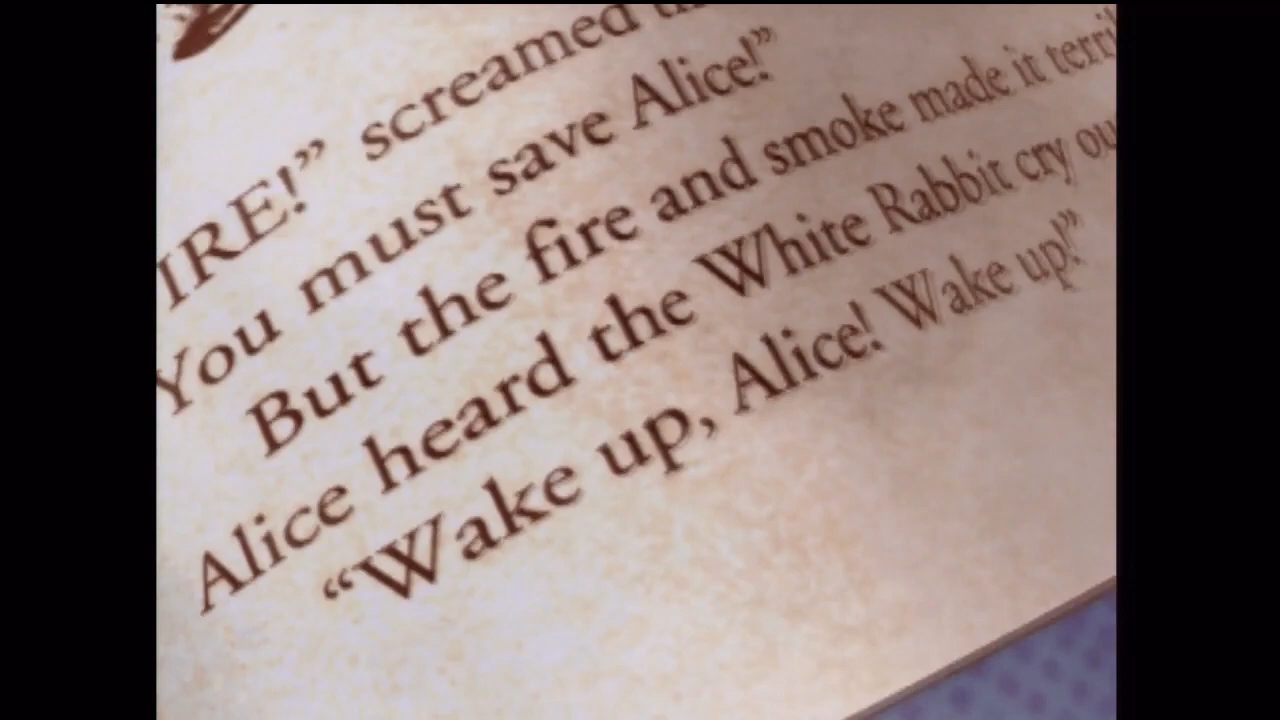 IRE!” screamed
You must save Alice!”
But the fire and smoke made it
Alice heard the White Rabbit cry
“Wake up, Alice! Wake up!”